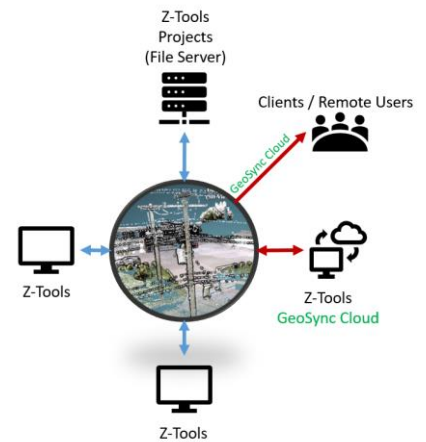 Z-Tools
Projects
(File Server)
Clients / Remote Users
GeoSync Cloud
Z-Tools
Z-Tools
GeoSync Cloud
Z-Tools